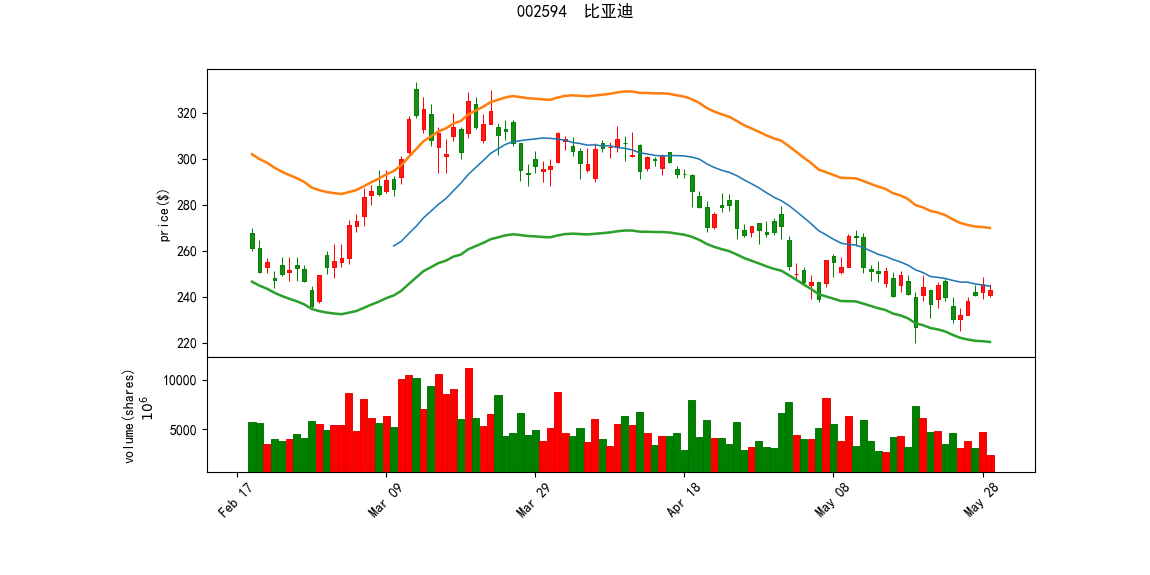 002594  比亚迪
price($)
320
300
280
260
240
220
volume(shares)
10^6
10000
5000
Feb 17
Mar 09
Mar 29
Apr 18
May 08
May 28